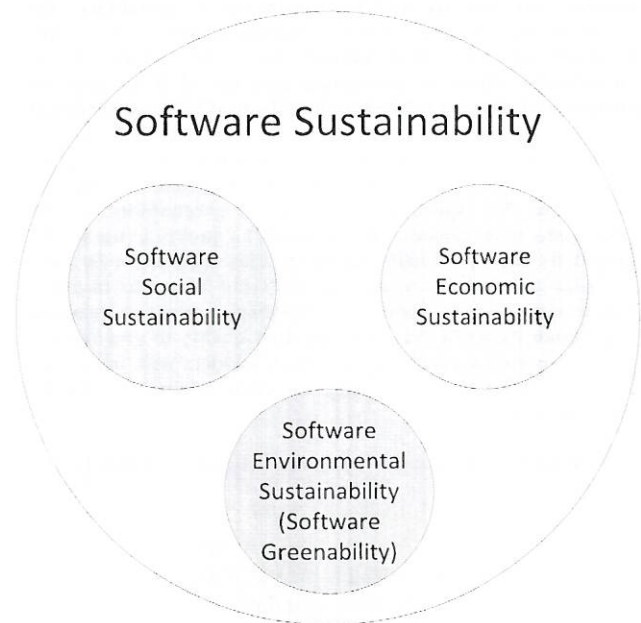 Software Sustainability
Software
Social
Sustainability
Software
Economic
Sustainability
Software
Environmental
Sustainability
(Software
Greenability)